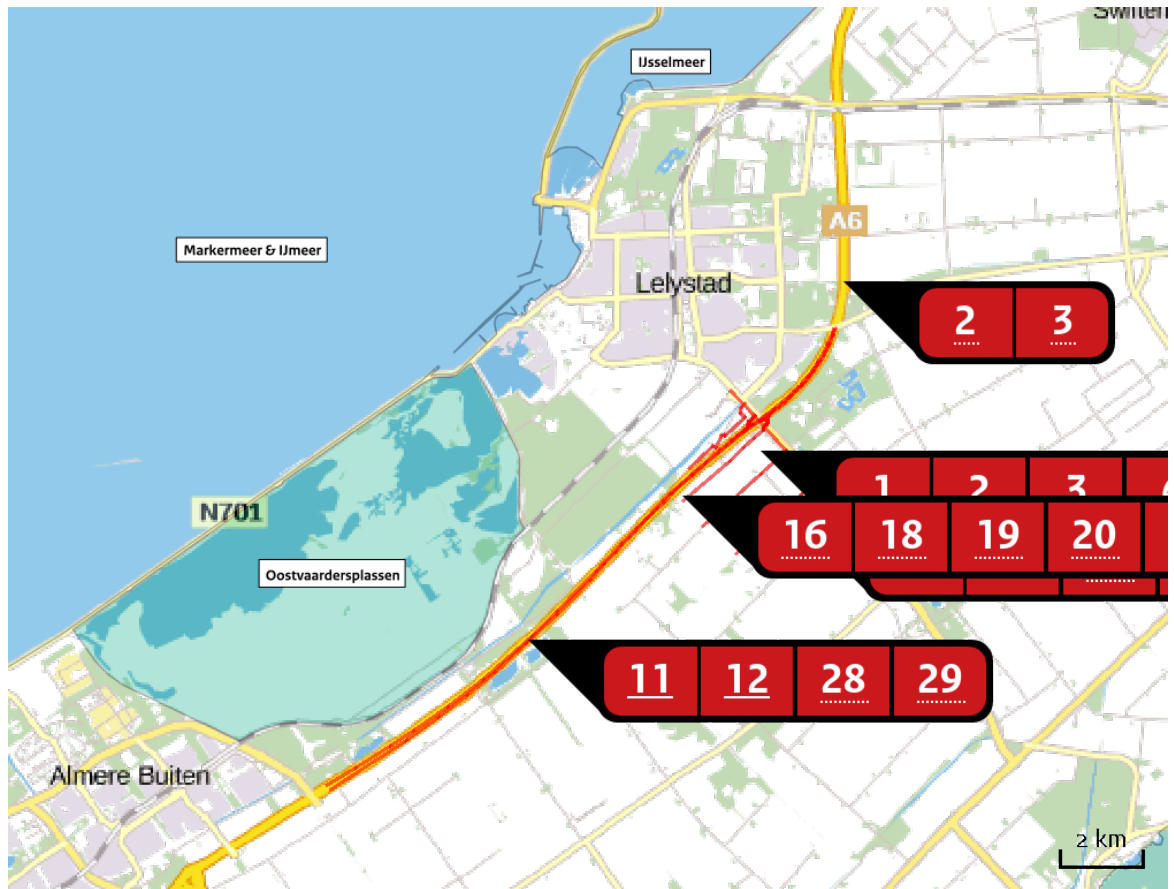 Swifter
IJsselmeer
A6
Markermeer & IJmeer
Lelystad
2 3
1 2 3
N701
16 18 19 20
Oostvaardersplassen
11 12 28 29
Almere Buiten
2 km